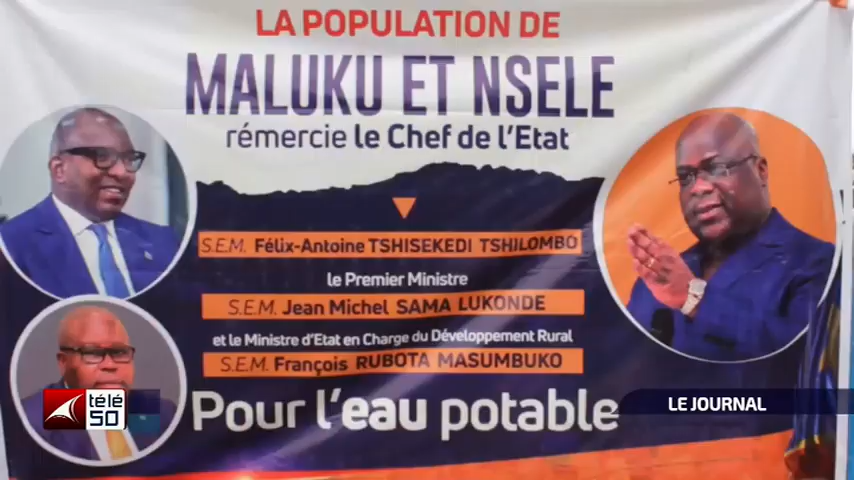 LA POPULATION DE
MALUKU ET NSELE
rémercie le Chef de l'Etat
S.E.M. Félix-Antoine TSHISEKEDI TSHILOMBO
le Premier Ministre
S.E.M. Jean Michel SAMA LUKONDE
et le Ministre d'Etat en Charge du Développement Rural
S.E.M. François RUBOTA MASUMBUKO
Pour l'eau potable
télé
50
LE JOURNAL